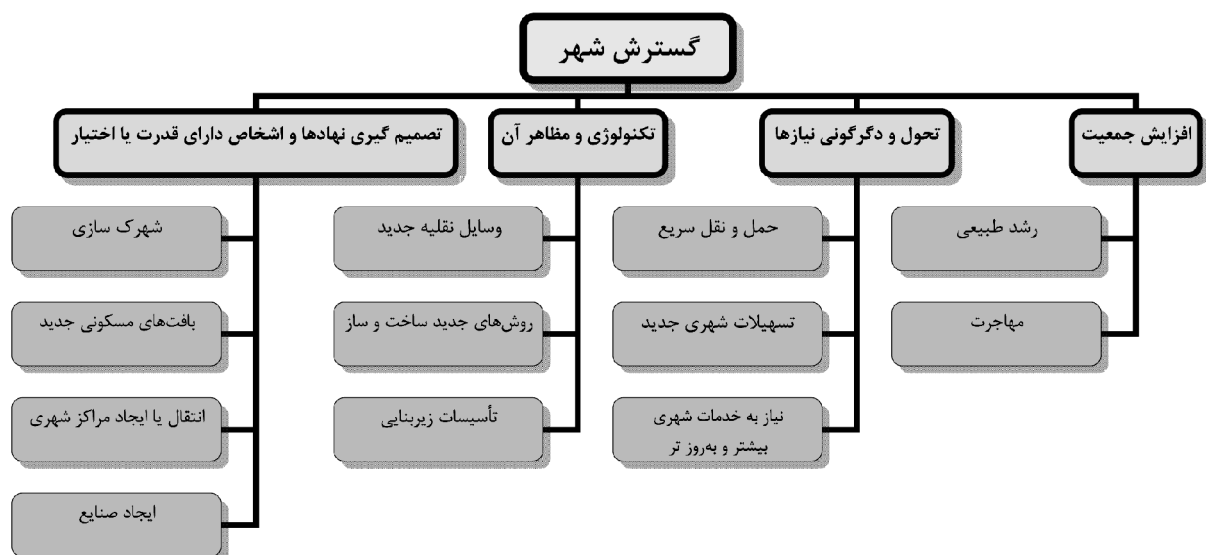 گسترش شهر
افزایش جمعیت
تحول و دگرگونی نیازها
تکنولوژی و مظاهر آن
تصمیم گیری نهادها و اشخاص دارای قدرت یا اختیار
رشد طبیعی
حمل و نقل سریع
وسایل نقلیه جدید
شهرک سازی
مهاجرت
تسهیلات شهری جدید
روش‌های جدید ساخت و ساز
بافت‌های مسکونی جدید
نیاز به خدمات شهری
بیشتر و به‌روز تر
تأسیسات زیربنایی
انتقال یا ایجاد مراکز شهری
ایجاد صنایع